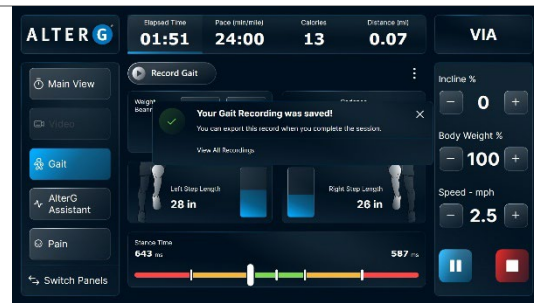 ALTERG
Elapsed Time
01:51
Pace (min/mile)
24:00
Calories
13
Distance (mi)
0.07
VIA
Main View
Video
Gait
AlterG
Assistant
Pain
Switch Panels
Record Gait
Weight
Cadence
Your Gait Recording was saved!
You can export this record when you complete the session.
View All Recordings
Left Step Length
28 in
Right Step Length
26 in
Stance Time
643 ms
587 ms
Incline %
0
Body Weight %
100
Speed - mph
2.5